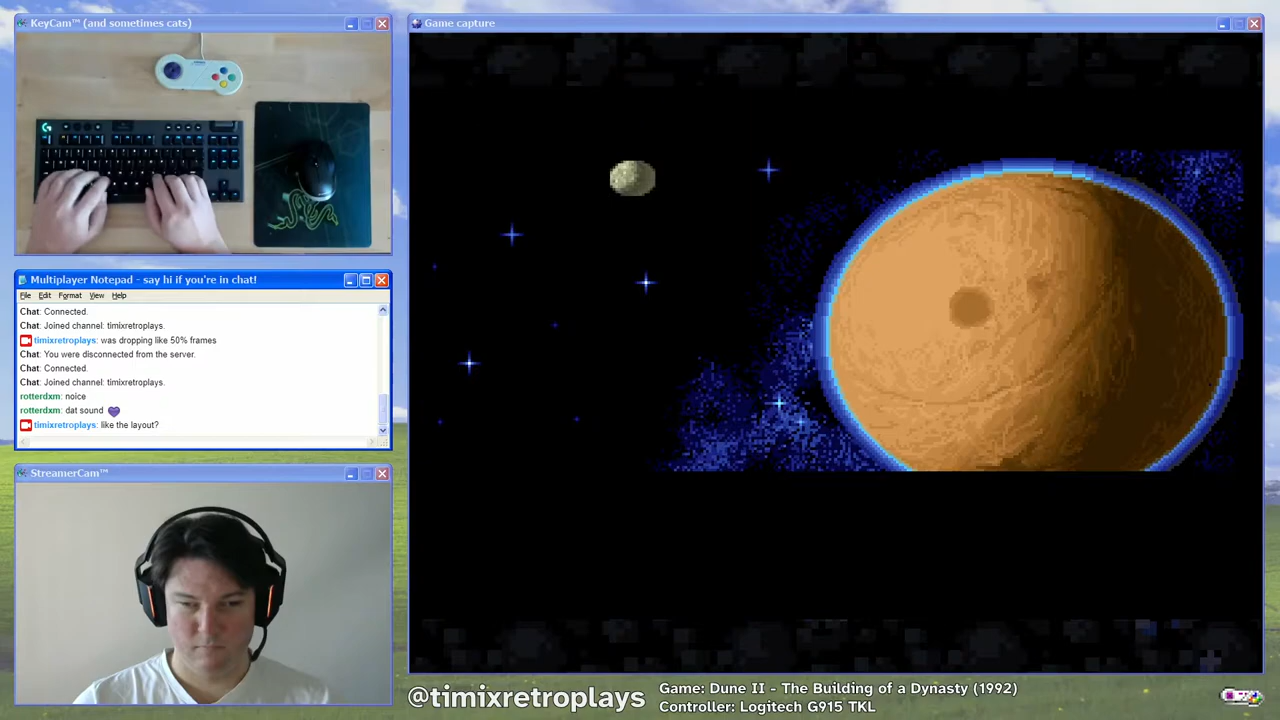 KeyCam™ (and sometimes cats)
Game capture
Multiplayer Notepad - say hi if you're in chat!
File Edit Format View Help
Chat: Connected.
Chat: Joined channel: timixretroplays.
timixretroplays: was dropping like 50% frames
Chat: You were disconnected from the server.
Chat: Connected.
Chat: Joined channel: timixretroplays.
rotterdxm: noice
rotterdxm: dat sound
timixretroplays: like the layout?
StreamerCam™
@timixretroplays
Game: Dune II - The Building of a Dynasty (1992)
Controller: Logitech G915 TKL